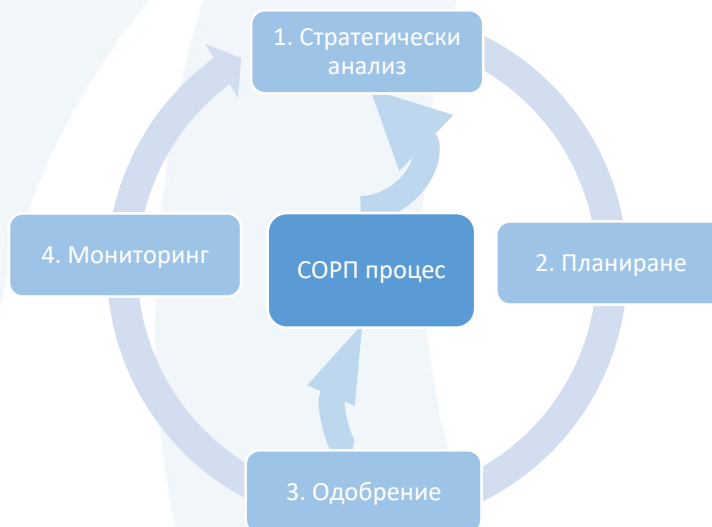 1. Стратегически
анализ
4. Мониторинг
СОРП процес
2. Планиране
3. Одобрение